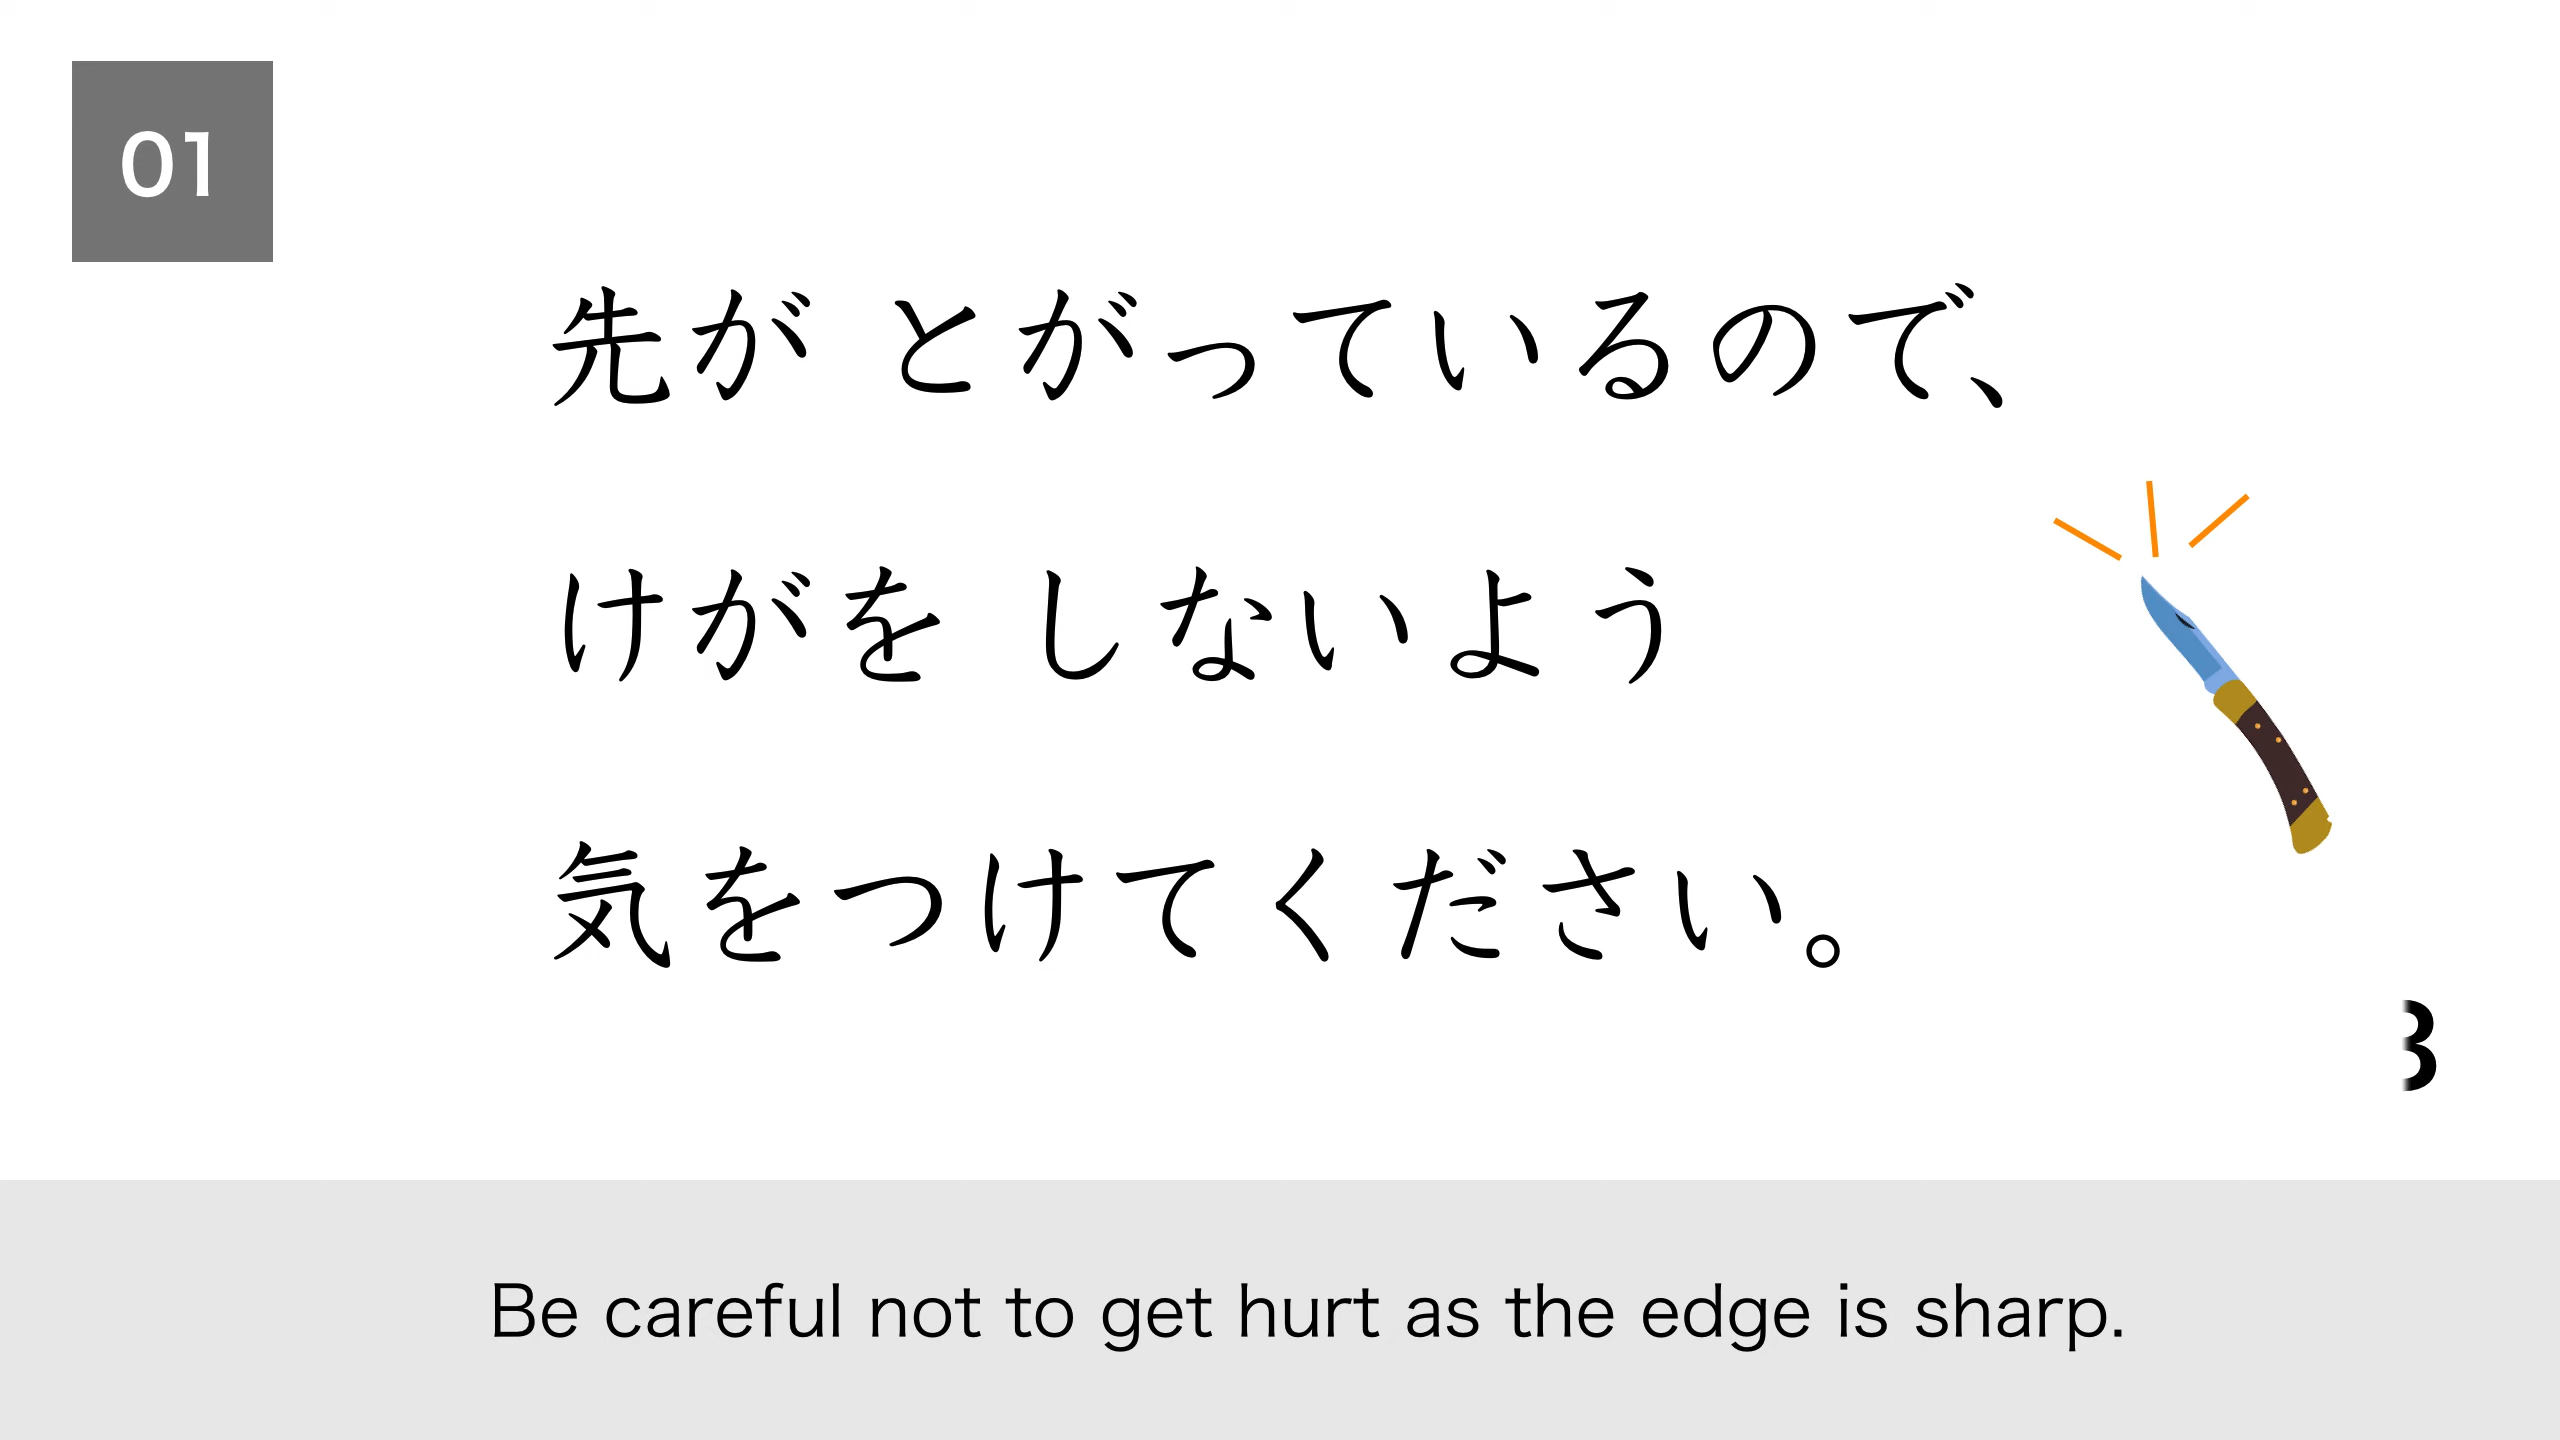 01
先が とがっているので、
けがを しないよう
気をつけてください。
3
Be careful not to get hurt as the edge is sharp.